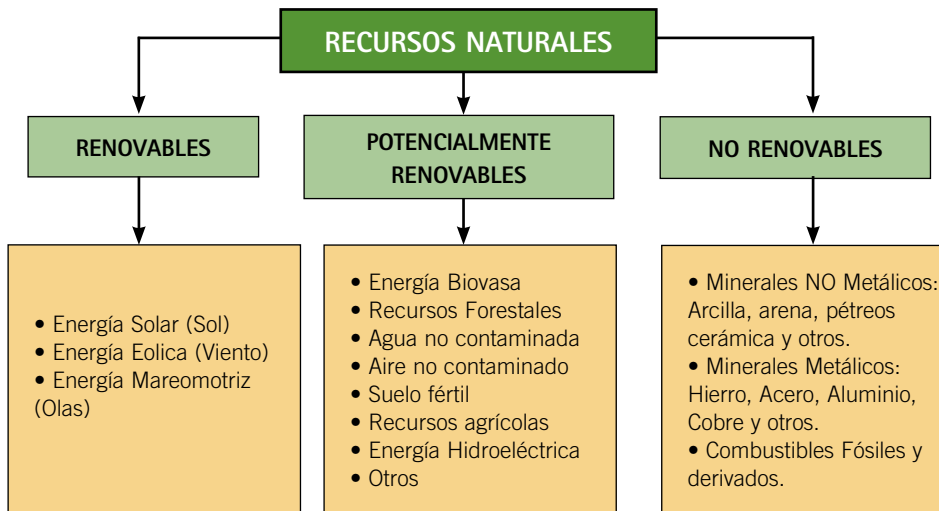 RECURSOS NATURALES
RENOVABLES
POTENCIALMENTE
RENOVABLES
NO RENOVABLES
• Energía Solar (Sol)
• Energía Eolica (Viento)
• Energía Mareomotriz
(Olas)
• Energía Biovasa
• Recursos Forestales
• Agua no contaminada
• Aire no contaminado
• Suelo fértil
• Recursos agrícolas
• Energía Hidroeléctrica
• Otros
• Minerales NO Metálicos:
Arcilla, arena, pétreos
cerámica y otros.
• Minerales Metálicos:
Hierro, Acero, Aluminio,
Cobre y otros.
• Combustibles Fósiles y
derivados.